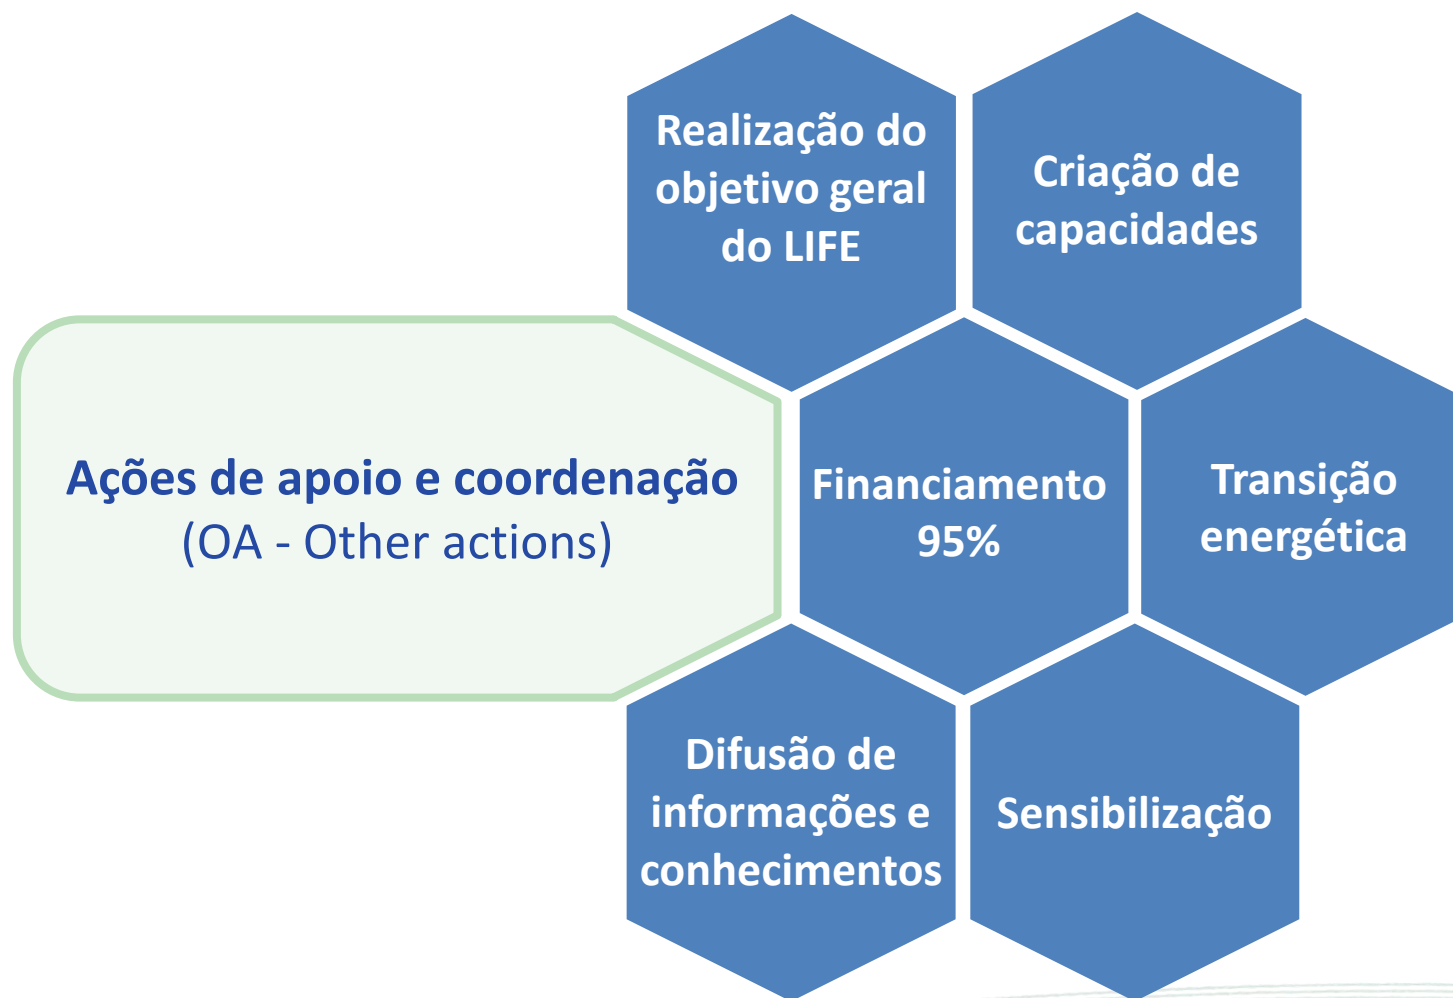 Realização do
objetivo geral
do LIFE
Criação de
capacidades
Ações de apoio e coordenação
(OA - Other actions)
Financiamento
95%
Transição
energética
Difusão de
informações e
conhecimentos
Sensibilização